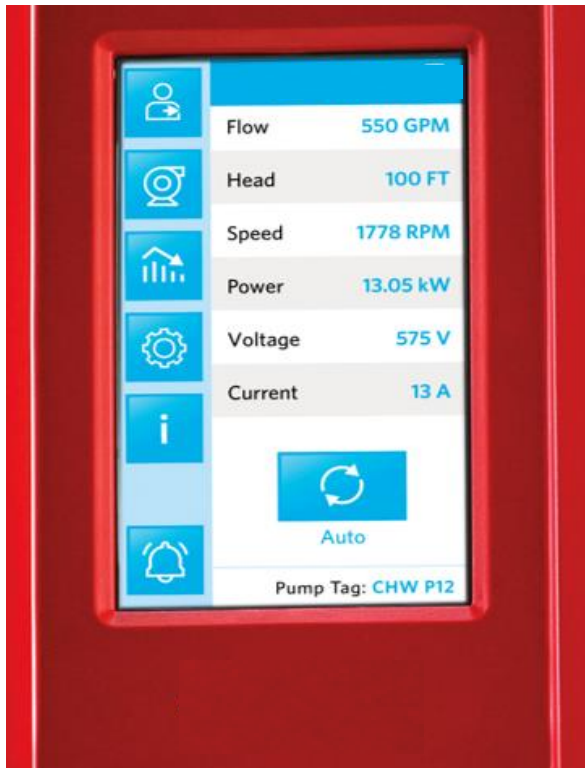 Flow 550 GPM
Head 100 FT
Speed 1778 RPM
Power 13.05 kW
Voltage 575 V
Current 13 A
i
Auto
Pump Tag: CHW P12